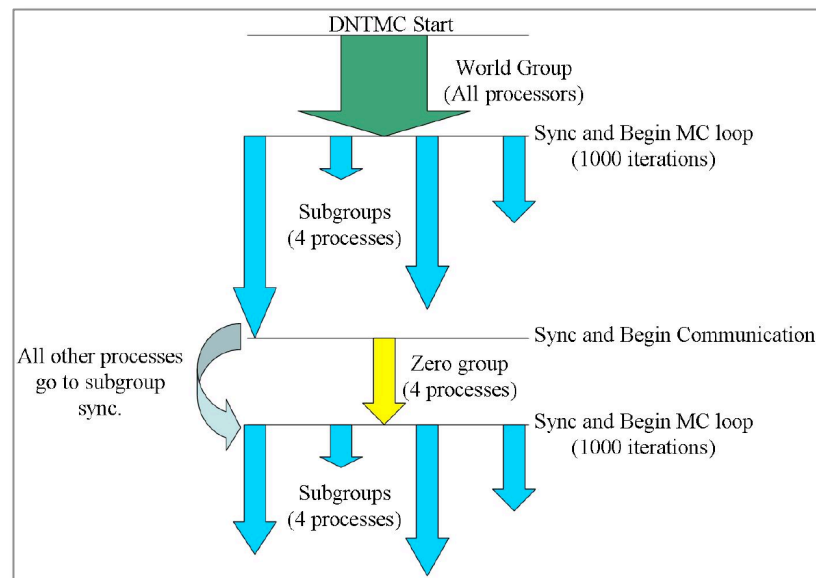 DNTMC Start
World Group
(All processors)
Sync and Begin MC loop
(1000 iterations)
Subgroups
(4 processes)
Sync and Begin Communication
All other processes
go to subgroup
sync.
Zero group
(4 processes)
Sync and Begin MC loop
(1000 iterations)
Subgroups
(4 processes)